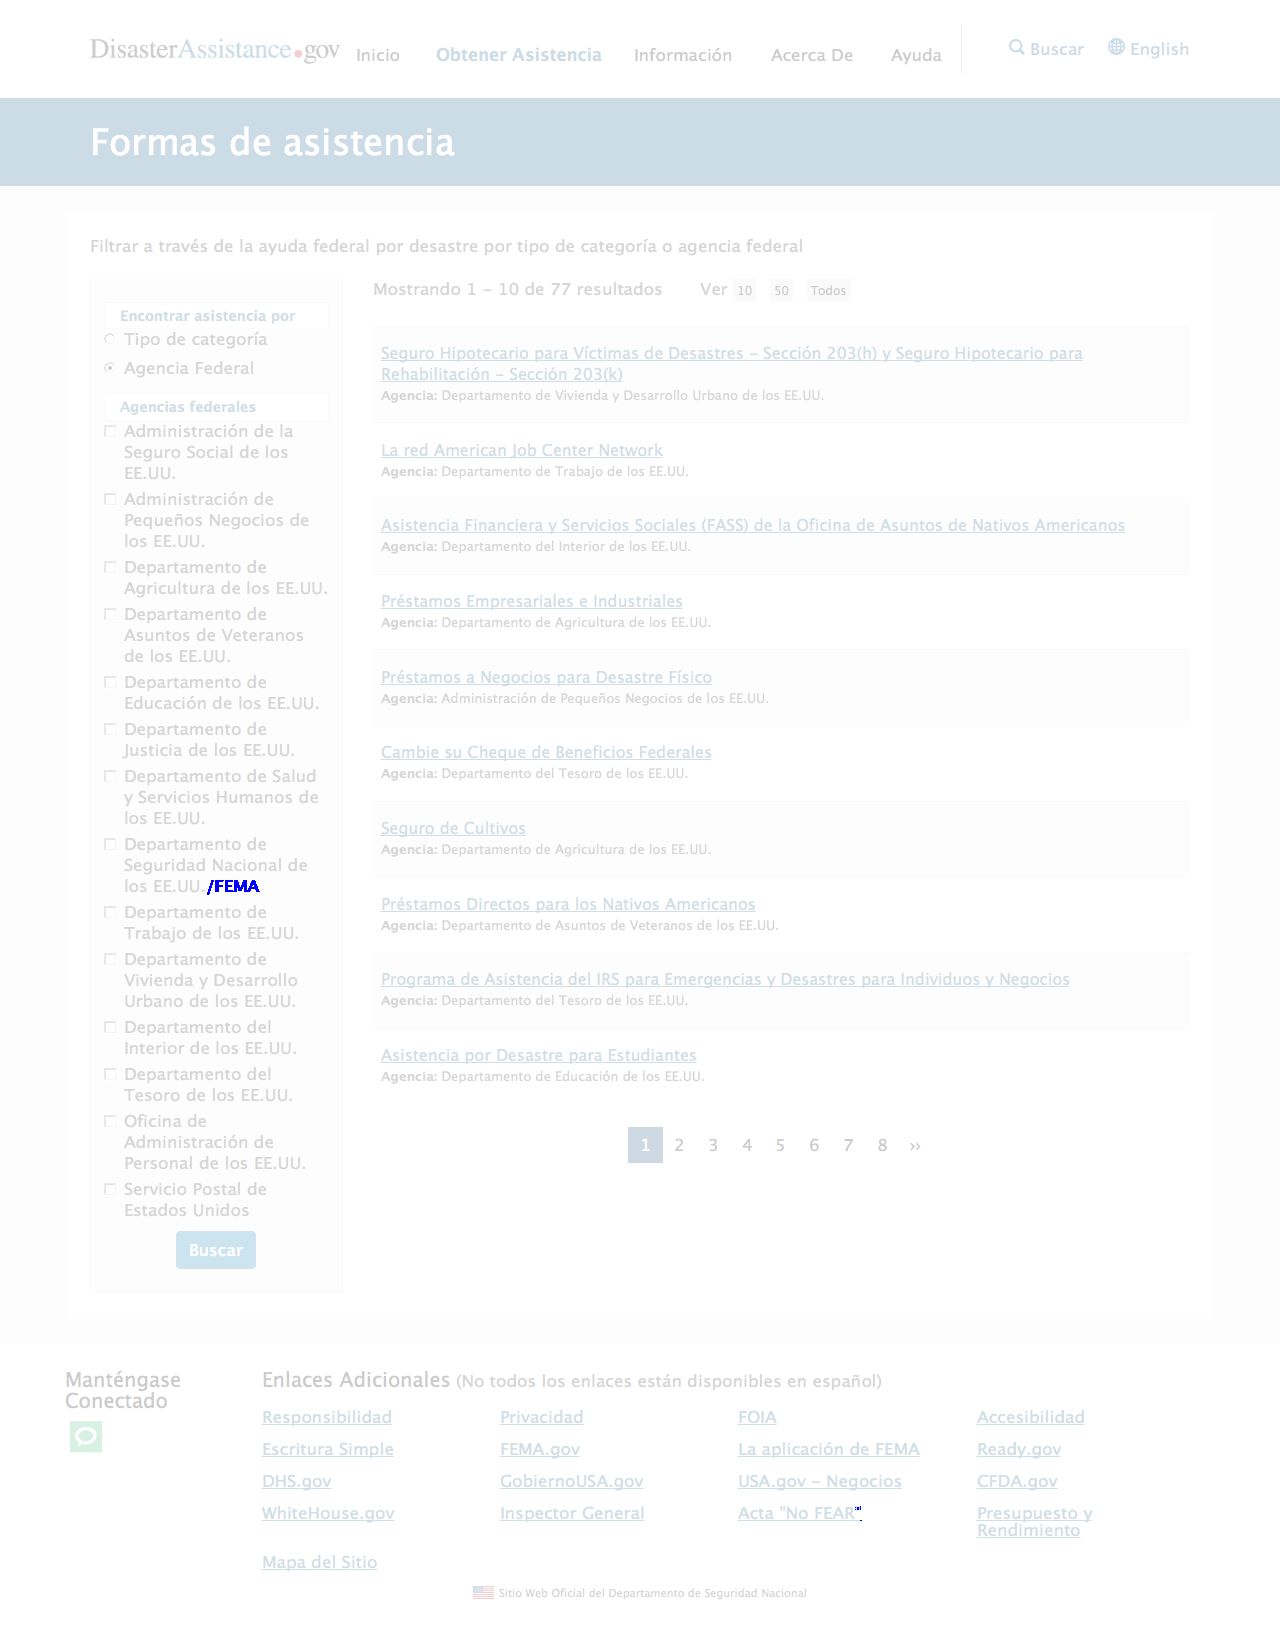 DisasterAssistance.gov Inicio Obtener Asistencia Información Acerca De Ayuda Buscar English
Formas de asistencia
Filtrar a través de la ayuda federal por desastre por tipo de categoría o agencia federal
Encontrar asistencia por
Tipo de categoría
Agencia Federal
Agencias federales
Administración de la
Seguro Social de los
EE.UU.
Administración de
Pequeños Negocios de
los EE.UU.
Departamento de
Agricultura de los EE.UU.
Departamento de
Asuntos de Veteranos
de los EE.UU.
Departamento de
Educación de los EE.UU.
Departamento de
Justicia de los EE.UU.
Departamento de Salud
y Servicios Humanos de
los EE.UU.
Departamento de
Seguridad Nacional de
los EE.UU./FEMA
Departamento de
Trabajo de los EE.UU.
Departamento de
Vivienda y Desarrollo
Urbano de los EE.UU.
Departamento del
Interior de los EE.UU.
Departamento del
Tesoro de los EE.UU.
Oficina de
Administración de
Personal de los EE.UU.
Servicio Postal de
Estados Unidos
Buscar
Mostrando 1 - 10 de 77 resultados Ver 10 50 Todos
Seguro Hipotecario para Víctimas de Desastres - Sección 203(h) y Seguro Hipotecario para
Rehabilitación - Sección 203(k)
Agencia: Departamento de Vivienda y Desarrollo Urbano de los EE.UU.
La red American Job Center Network
Agencia: Departamento de Trabajo de los EE.UU.
Asistencia Financiera y Servicios Sociales (FASS) de la Oficina de Asuntos de Nativos Americanos
Agencia: Departamento del Interior de los EE.UU.
Préstamos Empresariales e Industriales
Agencia: Departamento de Agricultura de los EE.UU.
Préstamos a Negocios para Desastre Físico
Agencia: Administración de Pequeños Negocios de los EE.UU.
Cambie su Cheque de Beneficios Federales
Agencia: Departamento del Tesoro de los EE.UU.
Seguro de Cultivos
Agencia: Departamento de Agricultura de los EE.UU.
Préstamos Directos para los Nativos Americanos
Agencia: Departamento de Asuntos de Veteranos de los EE.UU.
Programa de Asistencia del IRS para Emergencias y Desastres para Individuos y Negocios
Agencia: Departamento del Tesoro de los EE.UU.
Asistencia por Desastre para Estudiantes
Agencia: Departamento de Educación de los EE.UU.
1 2 3 4 5 6 7 8 ››
Manténgase
Conectado
Enlaces Adicionales (No todos los enlaces están disponibles en español)
Responsibilidad Privacidad FOIA Accesibilidad
Escritura Simple FEMA.gov La aplicación de FEMA Ready.gov
DHS.gov GobiernoUSA.gov USA.gov - Negocios CFDA.gov
WhiteHouse.gov Inspector General Acta "No FEAR" Presupuesto y
Rendimiento
Mapa del Sitio
Sitio Web Oficial del Departamento de Seguridad Nacional